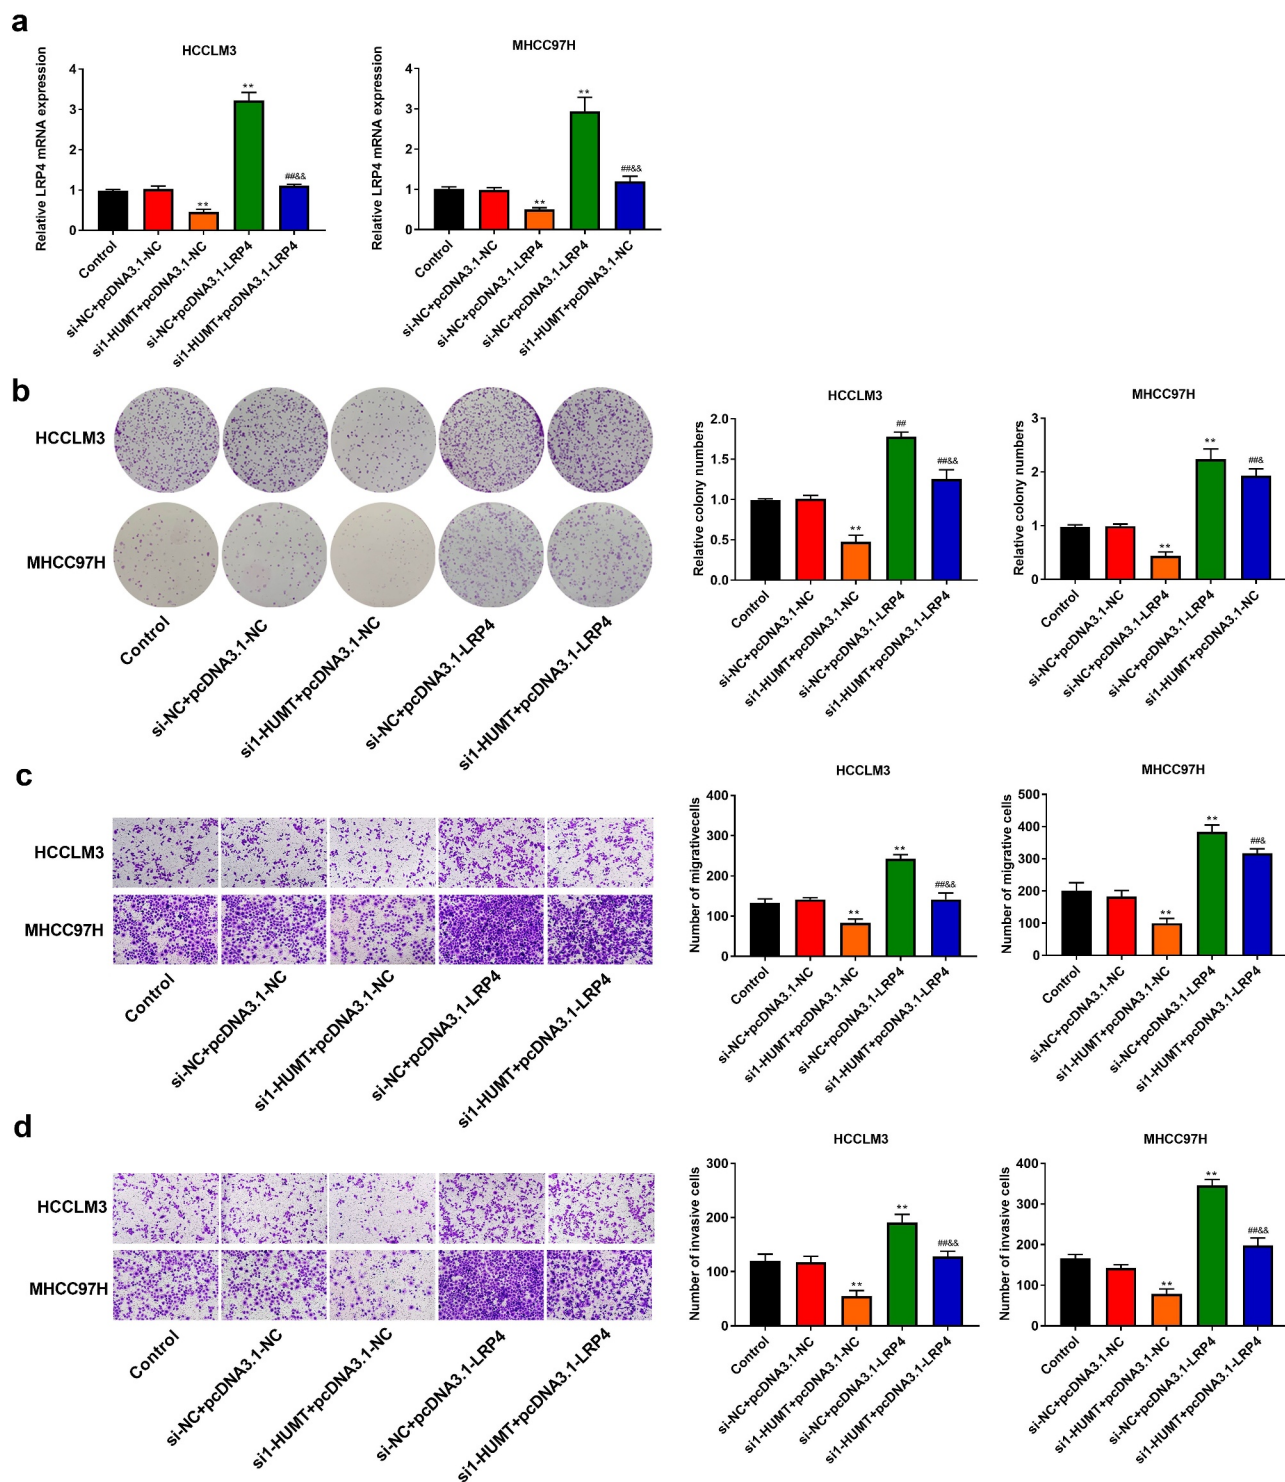 a
HCCLM3
Relative LRP4 mRNA expression
4
3
2
1
0
**
**
##&&
Control
si-NC+pcDNA3.1-NC
si1-HUMT+pcDNA3.1-NC
si-NC+pcDNA3.1-LRP4
si1-HUMT+pcDNA3.1-LRP4
MHCC97H
Relative LRP4 mRNA expression
4
3
2
1
0
**
**
##&&
Control
si-NC+pcDNA3.1-NC
si-NC+pcDNA3.1-LRP4
si-NC+pcDNA3.1-LRP4
si1-HUMT+pcDNA3.1-NC
b
HCCLM3
MHCC97H
Control
si-NC+pcDNA3.1-NC
si1-HUMT+pcDNA3.1-NC
si-NC+pcDNA3.1-LRP4
si1-HUMT+pcDNA3.1-LRP4
HCCLM3
Relative colony numbers
2.0
1.5
1.0
0.5
0.0
**
##
##&&
Control
si-NC+pcDNA3.1-NC
si1-HUMT+pcDNA3.1-NC
si-NC+pcDNA3.1-LRP4
si1-HUMT+pcDNA3.1-LRP4
MHCC97H
Relative colony numbers
3
2
1
0
**
**
##&
Control
si-NC+pcDNA3.1-NC
si-NC+pcDNA3.1-LRP4
si-NC+pcDNA3.1-LRP4
si1-HUMT+pcDNA3.1-NC
c
HCCLM3
MHCC97H
Control
si-NC+pcDNA3.1-NC
si1-HUMT+pcDNA3.1-NC
si-NC+pcDNA3.1-LRP4
si1-HUMT+pcDNA3.1-LRP4
HCCLM3
Number of migrativecells
400
300
200
100
0
**
**
##&&
Control
si-NC+pcDNA3.1-NC
si1-HUMT+pcDNA3.1-NC
si-NC+pcDNA3.1-LRP4
si1-HUMT+pcDNA3.1-LRP4
MHCC97H
Number of migrative cells
500
400
300
200
100
0
**
**
##&
Control
si-NC+pcDNA3.1-NC
si1-HUMT+pcDNA3.1-NC
si-NC+pcDNA3.1-LRP4
si1-HUMT+pcDNA3.1-LRP4
d
HCCLM3
MHCC97H
Control
si-NC+pcDNA3.1-NC
si1-HUMT+pcDNA3.1-NC
si-NC+pcDNA3.1-LRP4
si1-HUMT+pcDNA3.1-LRP4
HCCLM3
Number of invasive cells
300
200
100
0
**
**
##&&
Control
si-NC+pcDNA3.1-NC
si1-HUMT+pcDNA3.1-NC
si-NC+pcDNA3.1-LRP4
si1-HUMT+pcDNA3.1-LRP4
MHCC97H
Number of invasive cells
400
300
200
100
0
**
**
##&&
Control
si-NC+pcDNA3.1-NC
si1-HUMT+pcDNA3.1-NC
si-NC+pcDNA3.1-LRP4
si1-HUMT+pcDNA3.1-LRP4